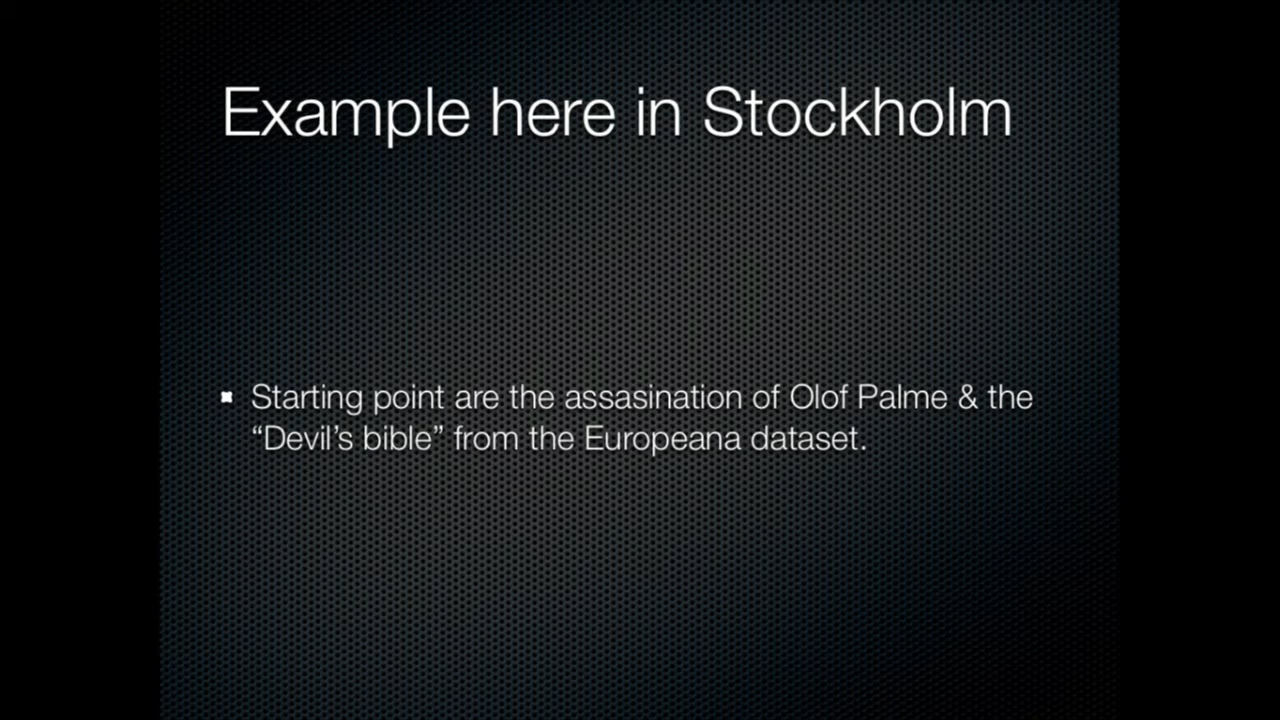 Example here in Stockholm
Starting point are the assasination of Olof Palme & the
“Devil’s bible” from the Europeana dataset.